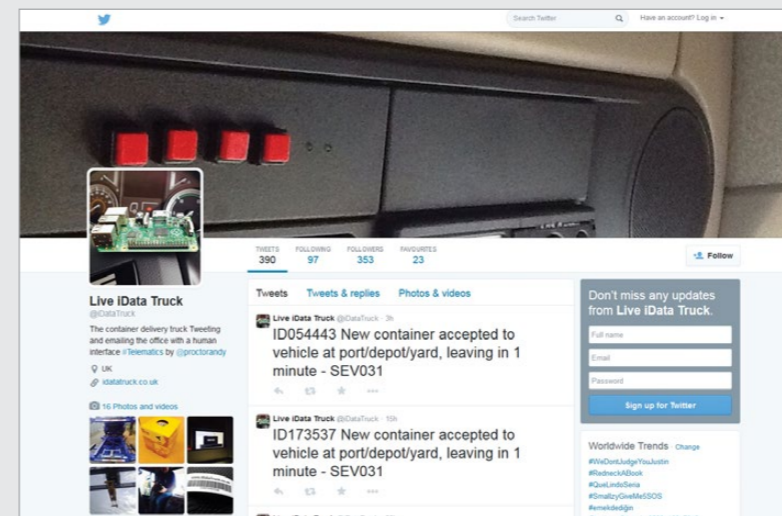 Search Twitter
Have an account? Log in
TWEETS FOLLOWING FOLLOWERS FAVOURITES
390 97 353 23
Follow
Live iData Truck
@iDataTruck
The container delivery truck Tweeting
and emailing the office with a human
interface #Telematics by @proctorandy
UK
idatatruck.co.uk
16 Photos and videos
Tweets Tweets & replies Photos & videos
Live iData Truck @iDataTruck · 3h
ID054443 New container accepted to
vehicle at port/depot/yard, leaving in 1
minute - SEV031
Live iData Truck @iDataTruck · 15h
ID173537 New container accepted to
vehicle at port/depot/yard, leaving in 1
minute - SEV031
Don't miss any updates
from Live iData Truck.
Full name
Email
Password
Sign up for Twitter
Worldwide Trends · Change
#WeDontJudgeYouJustin
#RedneckABook
#QueLindoSeria
#SmallzyGiveMe5SOS
#emekdediğin